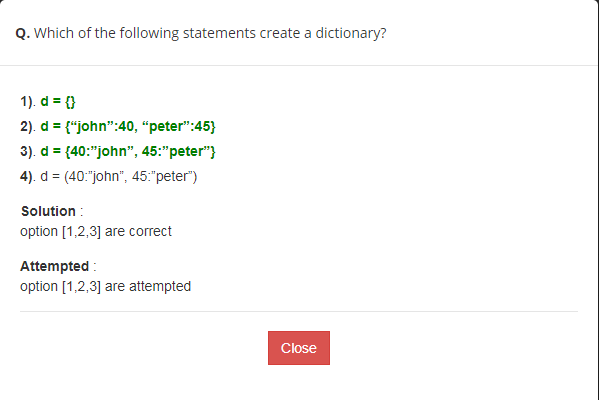 Q. Which of the following statements create a dictionary?
1). d = {}
2). d = {“john”:40, “peter”:45}
3). d = {40:”john”, 45:”peter”}
4). d = (40:”john”, 45:”peter”)
Solution :
option [1,2,3] are correct
Attempted :
option [1,2,3] are attempted
Close